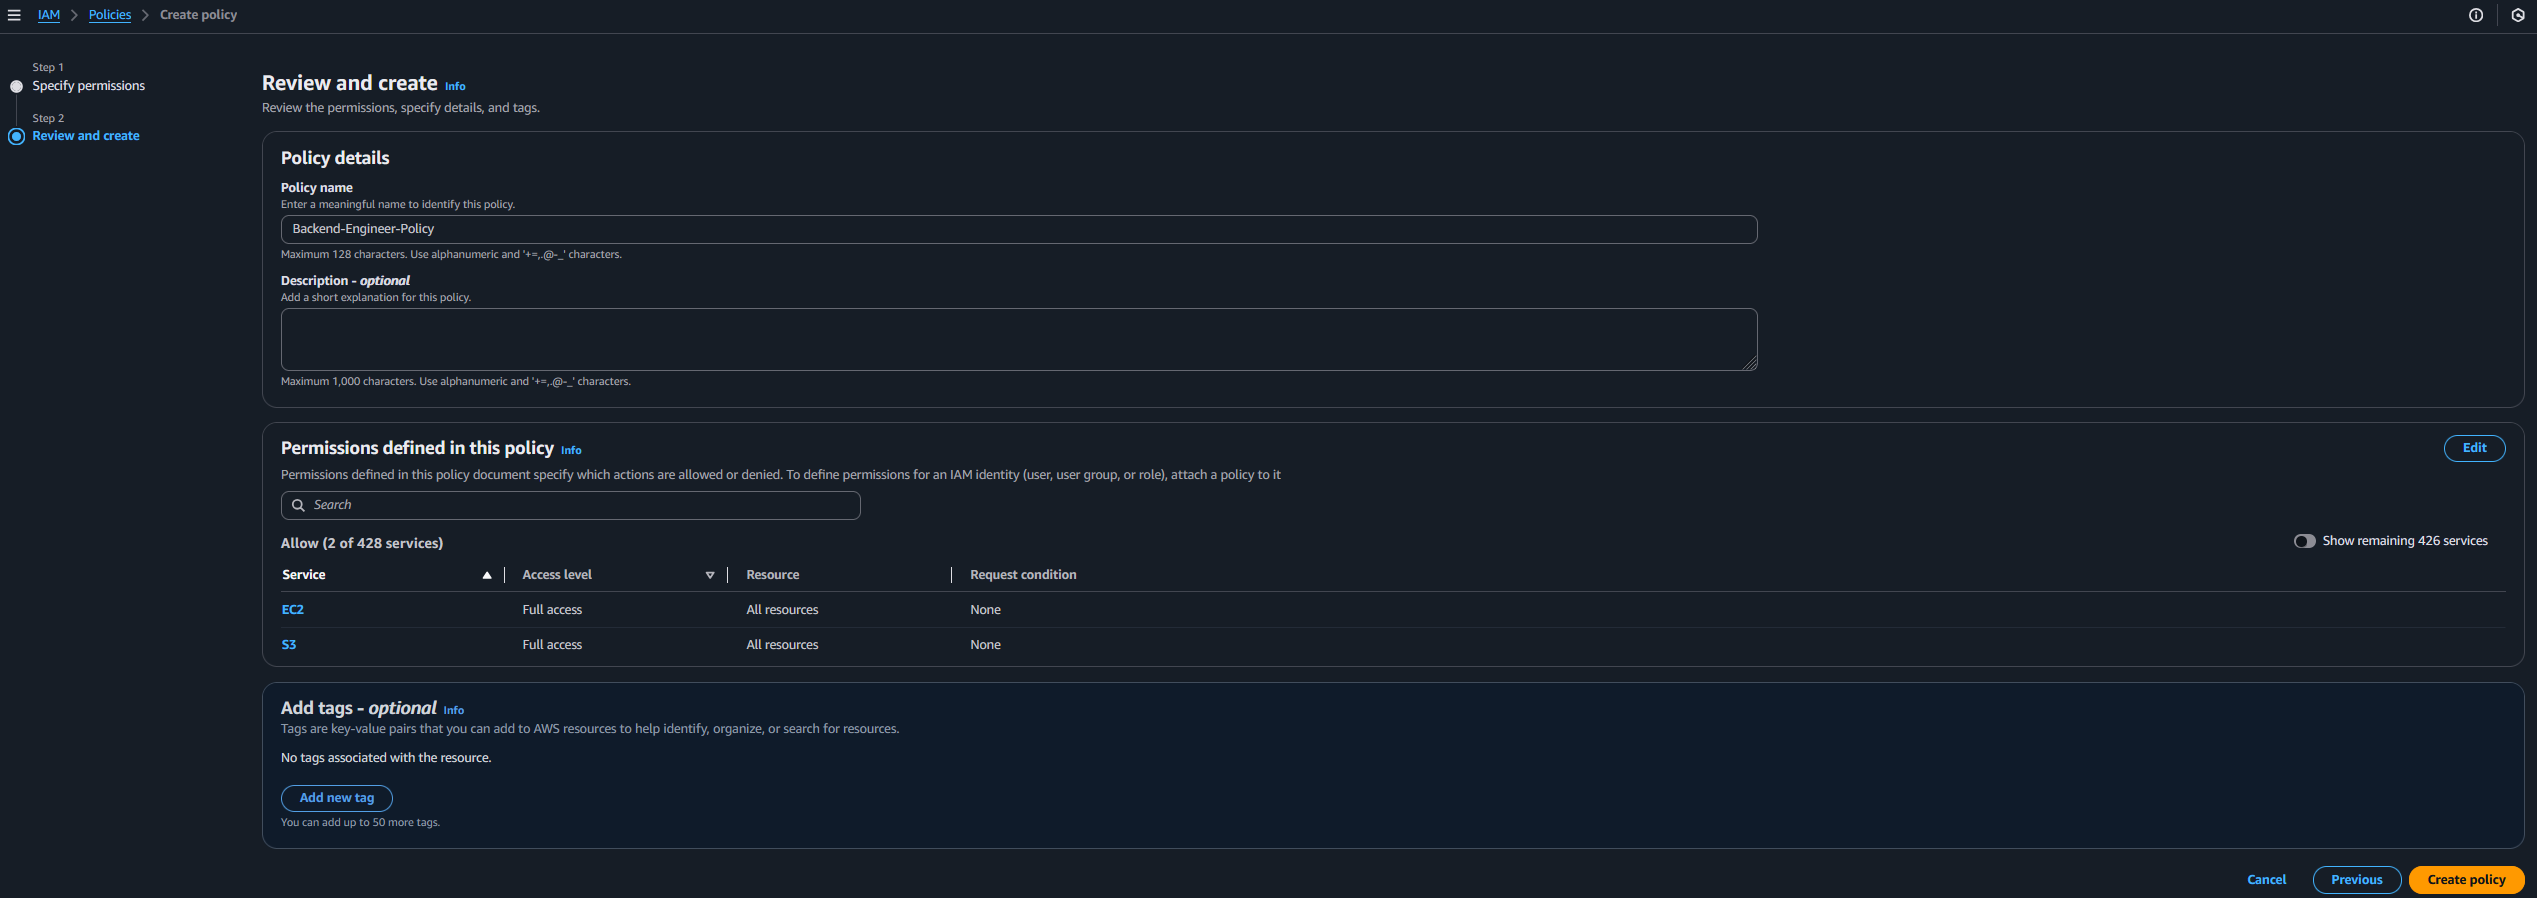 IAM > Policies > Create policy
Step 1
Specify permissions
Step 2
Review and create
Review and create Info
Review the permissions, specify details, and tags.
Policy details
Policy name
Enter a meaningful name to identify this policy.
Backend-Engineer-Policy
Maximum 128 characters. Use alphanumeric and '+=,.@-_' characters.
Description - optional
Add a short explanation for this policy.
Maximum 1,000 characters. Use alphanumeric and '+=,.@-_' characters.
Permissions defined in this policy Info
Edit
Permissions defined in this policy document specify which actions are allowed or denied. To define permissions for an IAM identity (user, user group, or role), attach a policy to it
Search
Allow (2 of 428 services)
Show remaining 426 services
Service Access level Resource Request condition
EC2 Full access All resources None
S3 Full access All resources None
Add tags - optional Info
Tags are key-value pairs that you can add to AWS resources to help identify, organize, or search for resources.
No tags associated with the resource.
Add new tag
You can add up to 50 more tags.
Cancel Previous Create policy